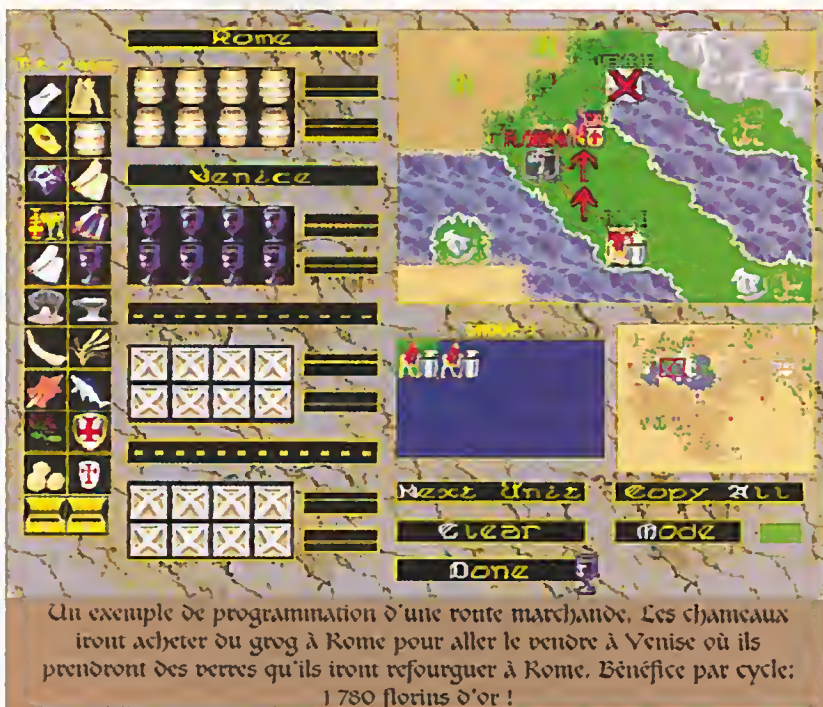 Rome
Venice
Next Unit
Copy All
Clear
Mode
Done
Un exemple de programmation d'une route marchande. Les chameaux
iront acheter du grog à Rome pour aller le vendre à Venise où ils
prendront des verres qu'ils iront refourguer à Rome. Bénéfice par cycle:
1 780 florins d'or !